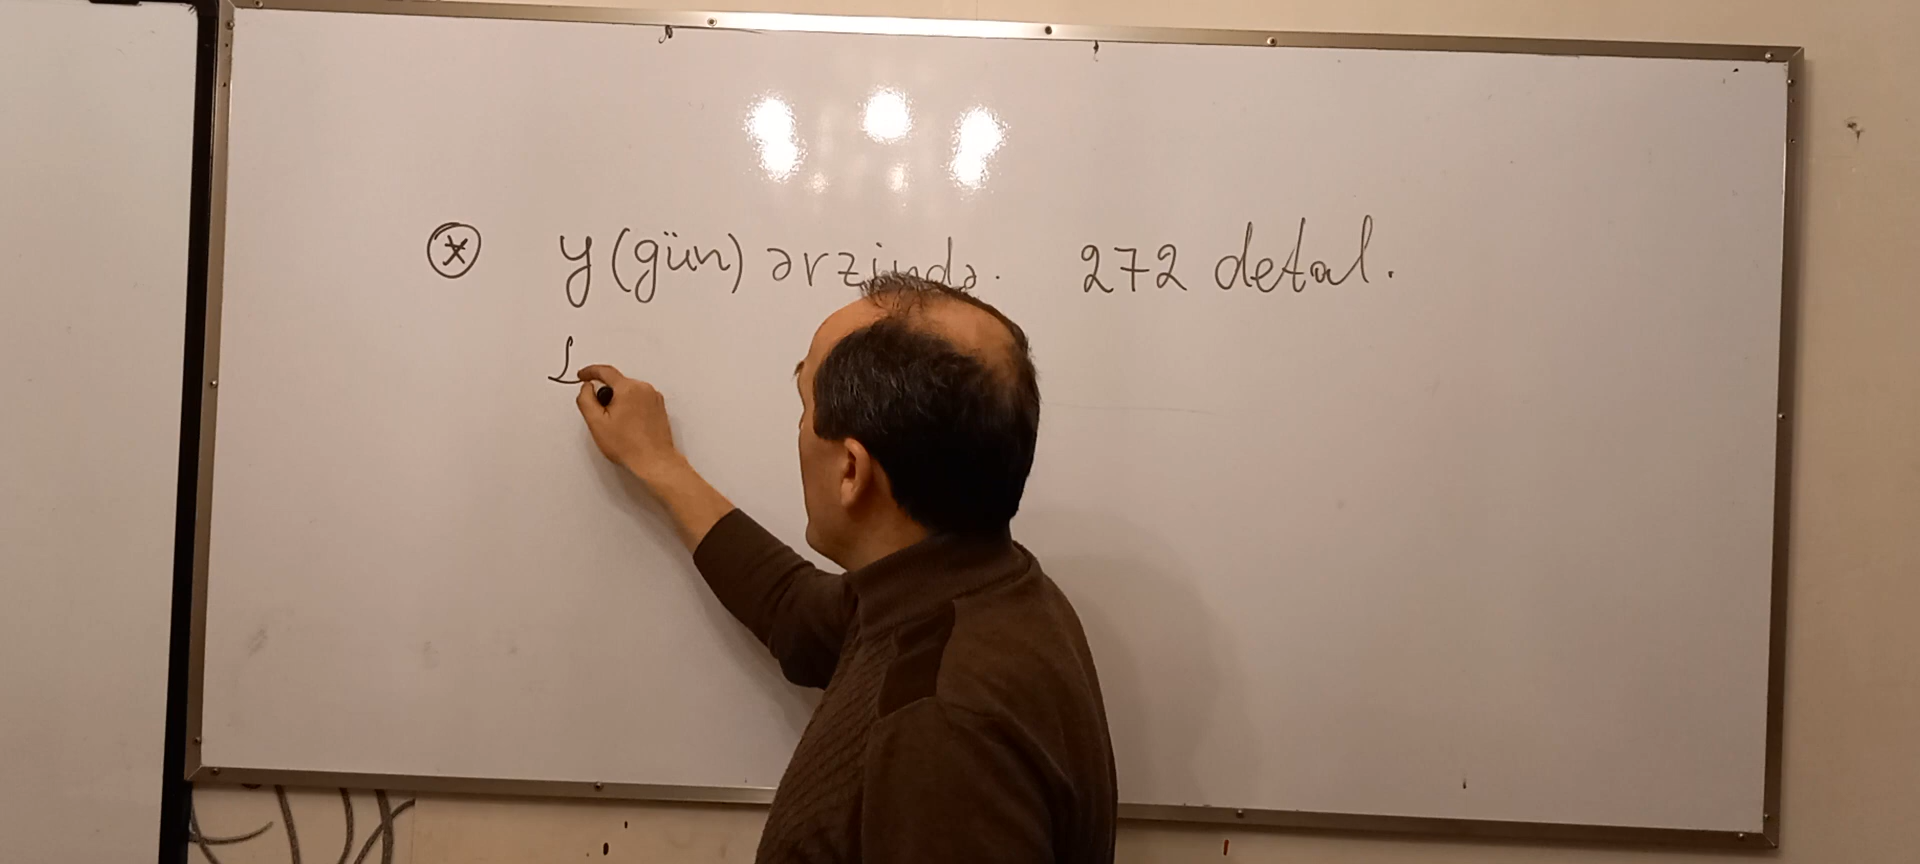 * y (gün) ərzində. 272 detal.